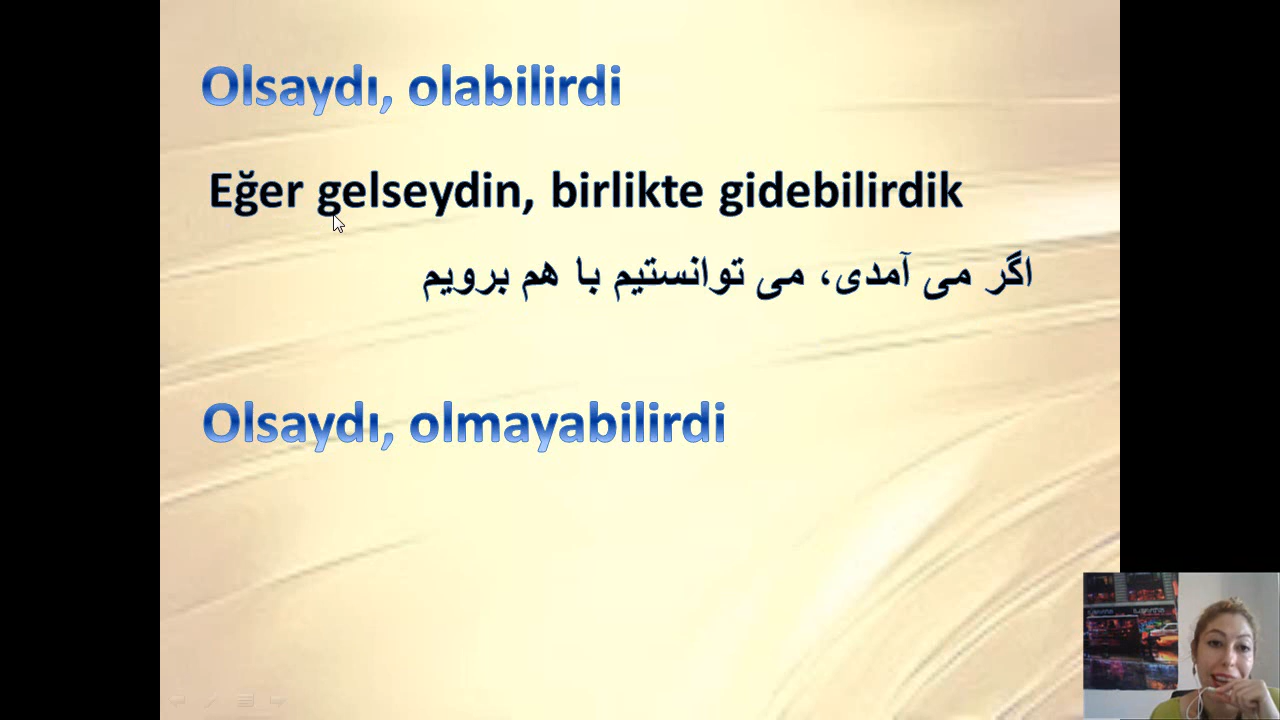 Olsaydı, olabilirdi
Eğer gelseydin, birlikte gidebilirdik
اگر می آمدی، می توانستیم با هم برویم
Olsaydı, olmayabilirdi